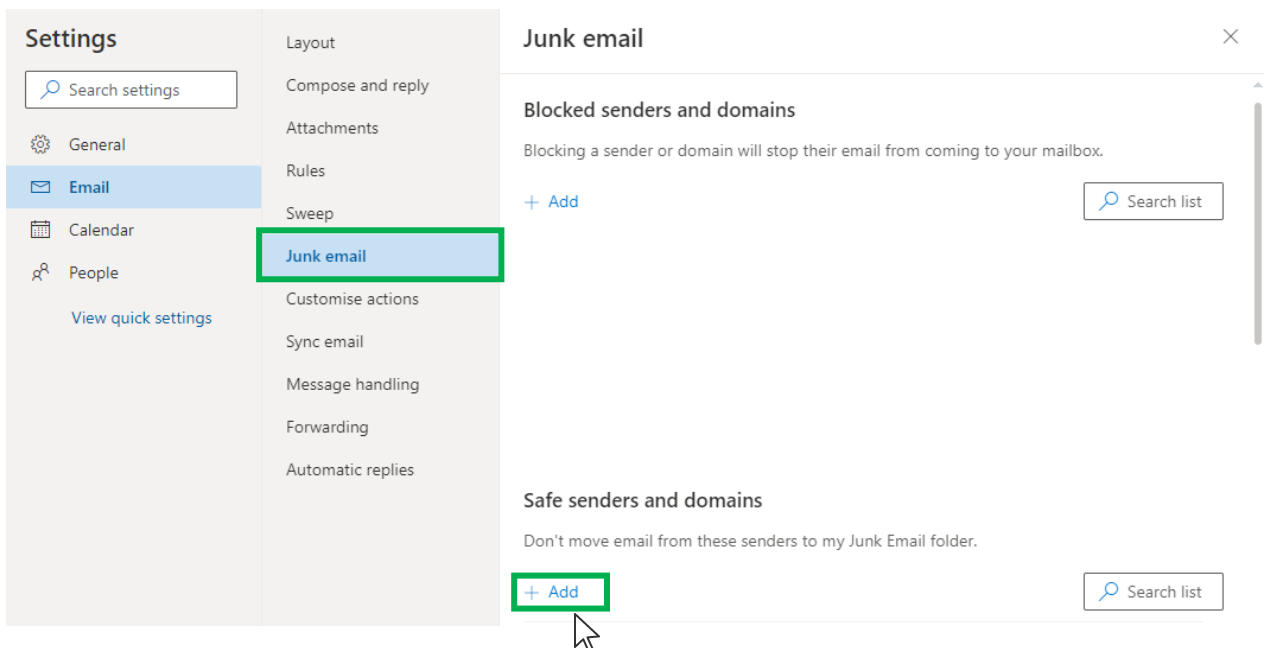 Settings
Search settings
General
Email
Calendar
People
View quick settings
Layout
Compose and reply
Attachments
Rules
Sweep
Junk email
Customise actions
Sync email
Message handling
Forwarding
Automatic replies
Junk email
Blocked senders and domains
Blocking a sender or domain will stop their email from coming to your mailbox.
+ Add
Search list
Safe senders and domains
Don't move email from these senders to my Junk Email folder.
+ Add
Search list